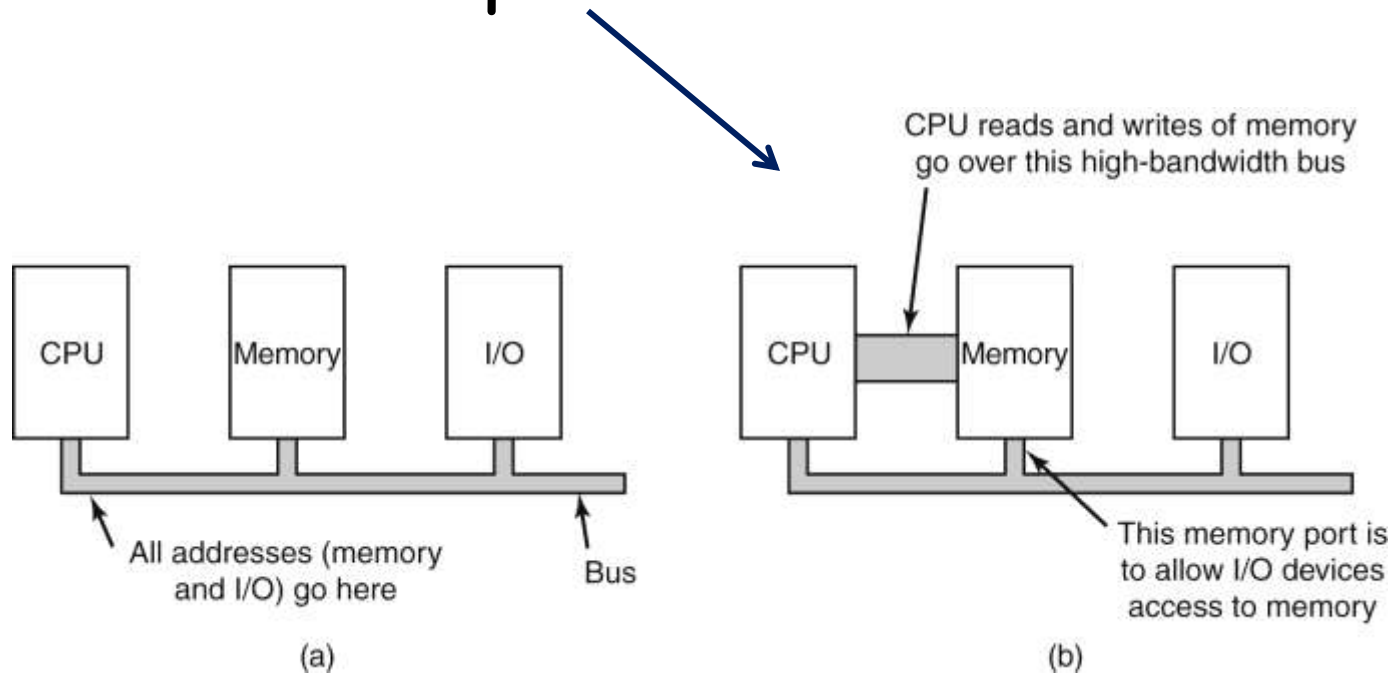 CPU
Memory
I/O
All addresses (memory
and I/O) go here
Bus
(a)
CPU reads and writes of memory
go over this high-bandwidth bus
CPU
Memory
I/O
This memory port is
to allow I/O devices
access to memory
(b)